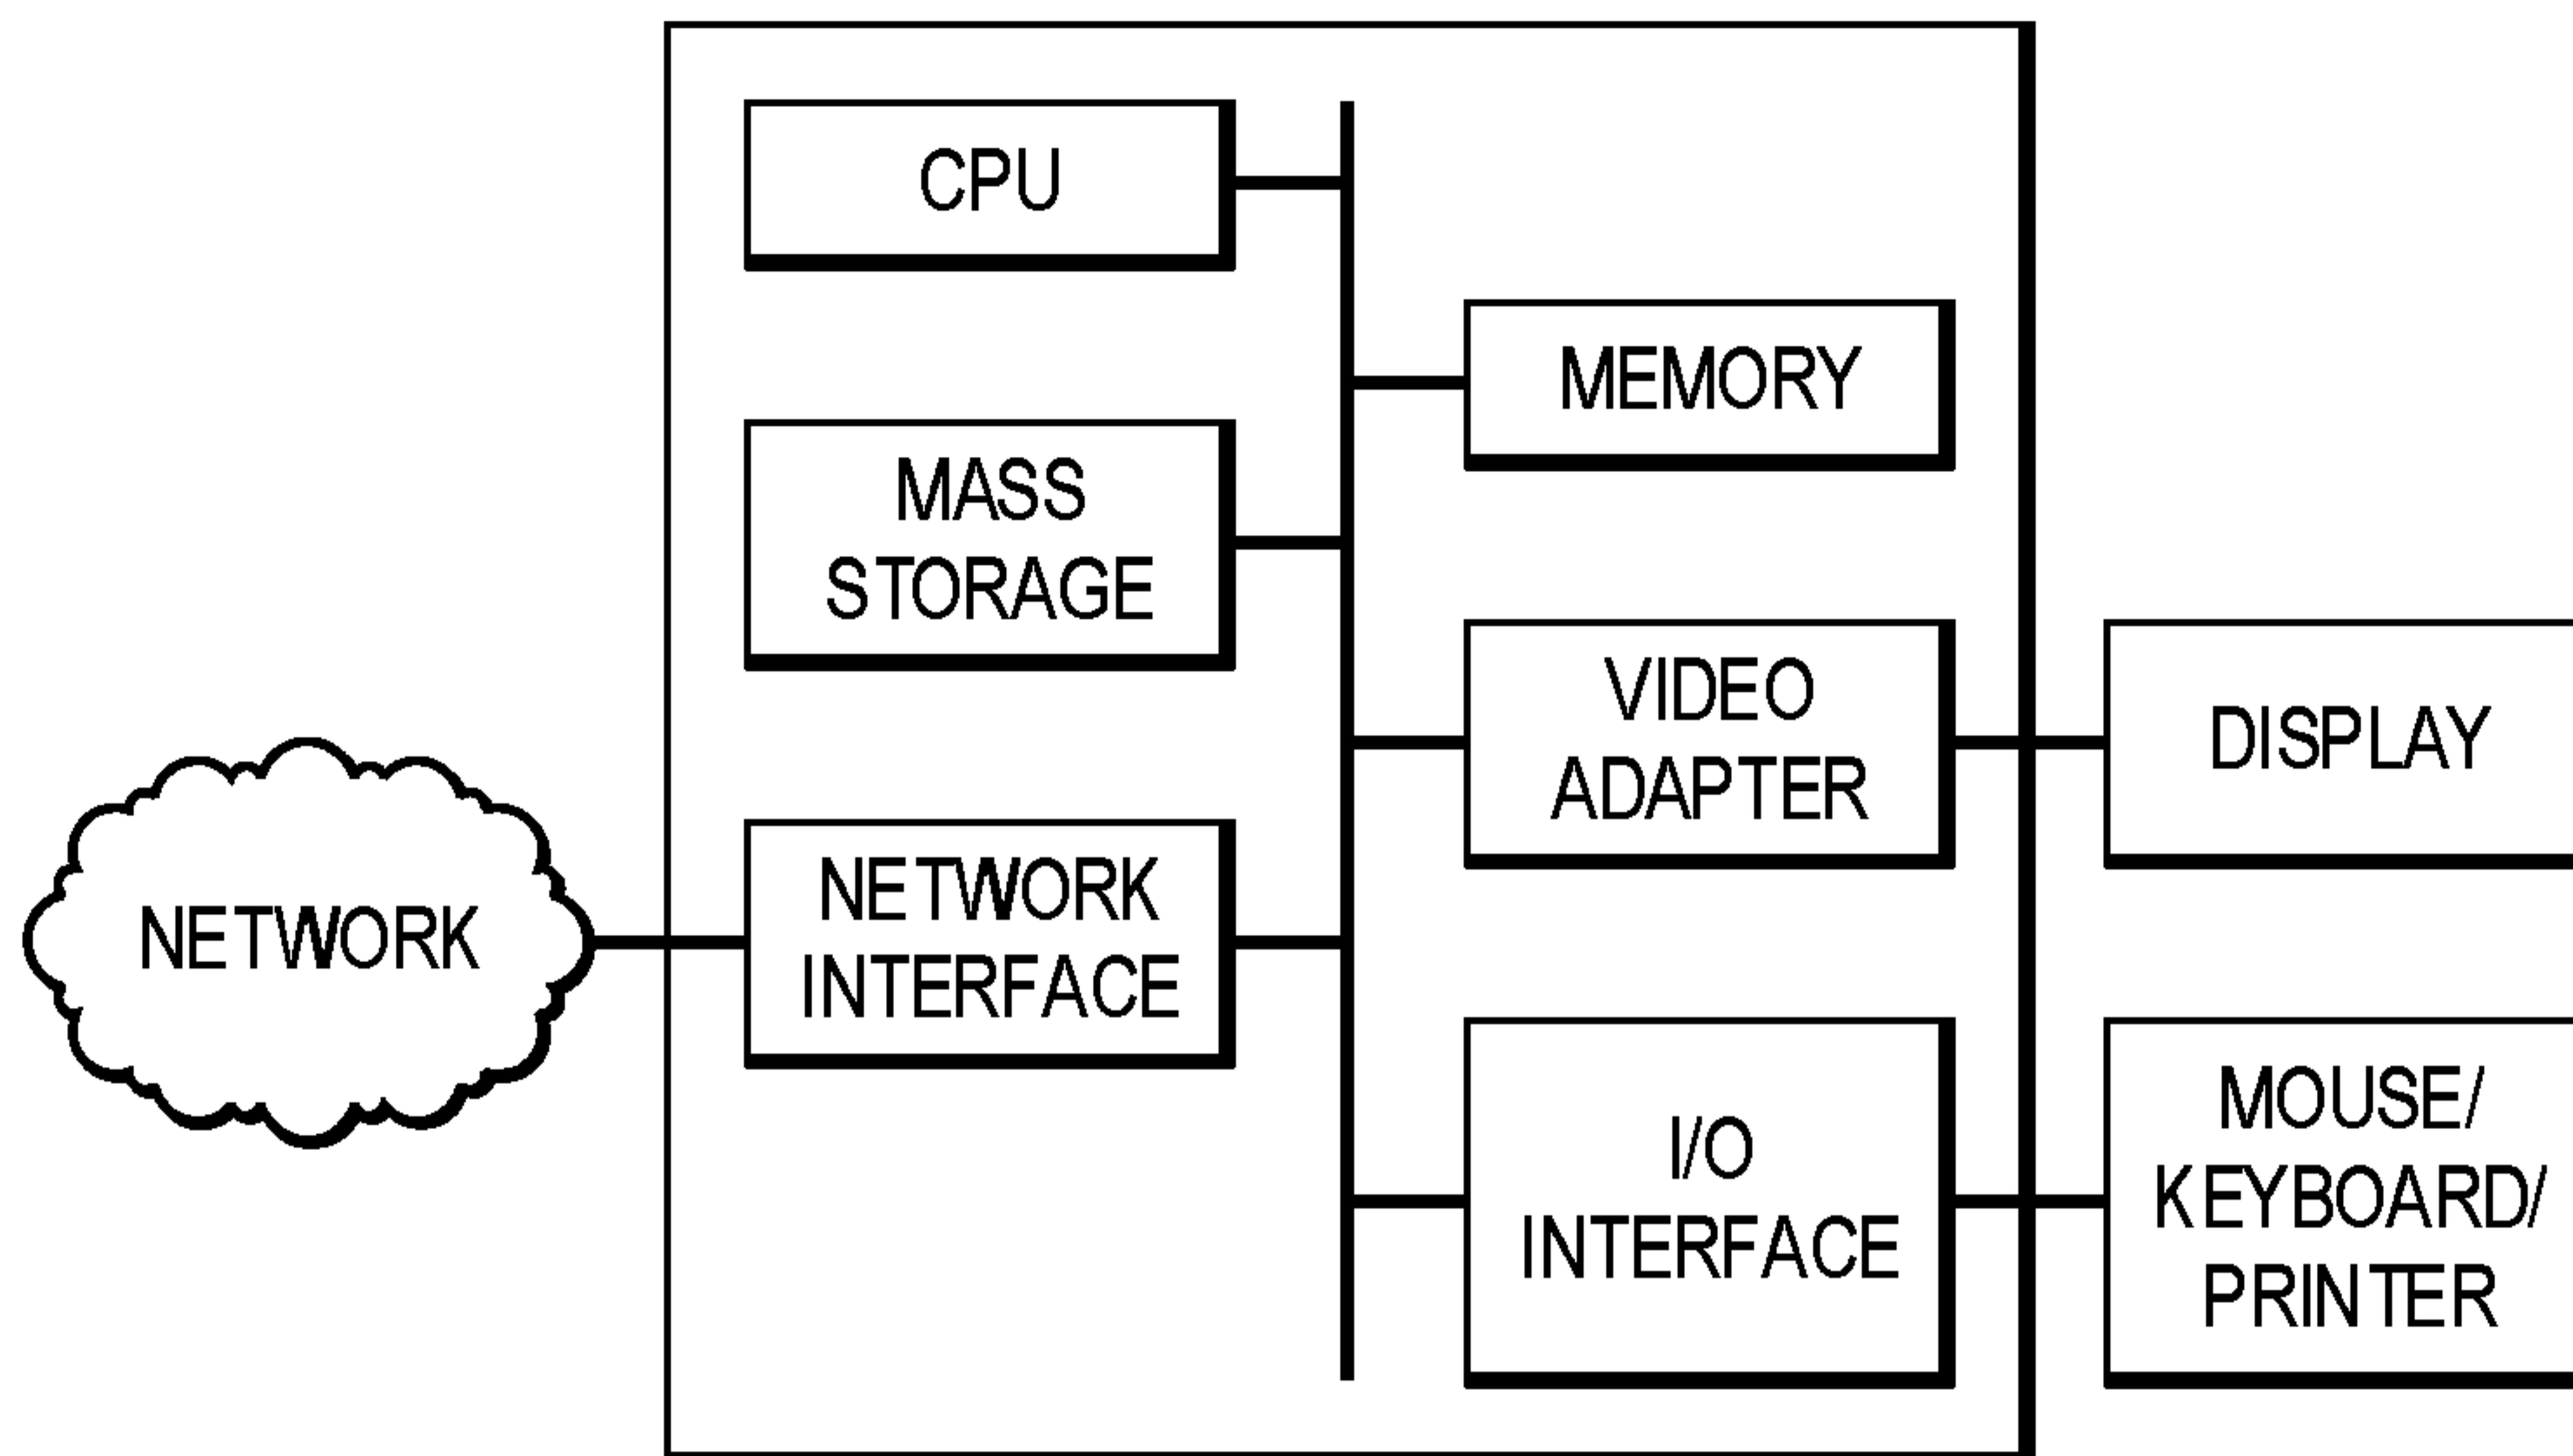 CPU
MEMORY
MASS
STORAGE
VIDEO
ADAPTER
DISPLAY
NETWORK
NETWORK
INTERFACE
I/O
INTERFACE
MOUSE/
KEYBOARD/
PRINTER